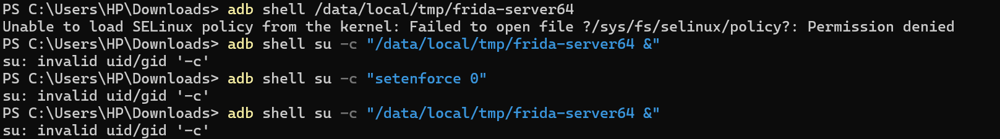 PS C:\Users\HP\Downloads> adb shell /data/local/tmp/frida-server64
Unable to load SELinux policy from the kernel: Failed to open file ?/sys/fs/selinux/policy?: Permission denied
PS C:\Users\HP\Downloads> adb shell su -c "/data/local/tmp/frida-server64 &"
su: invalid uid/gid '-c'
PS C:\Users\HP\Downloads> adb shell su -c "setenforce 0"
su: invalid uid/gid '-c'
PS C:\Users\HP\Downloads> adb shell su -c "/data/local/tmp/frida-server64 &"
su: invalid uid/gid '-c'